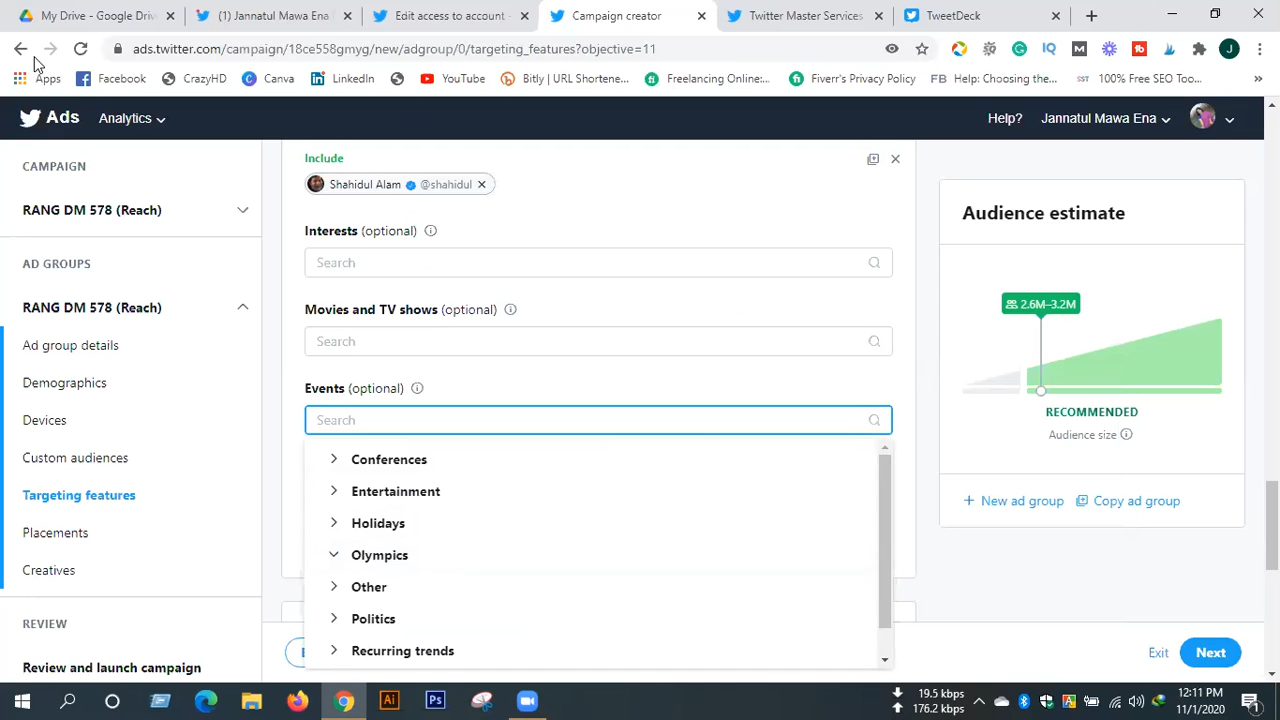 My Drive - Google Driv
(1) Jannatul Mawa Ena
Edit access to account -
Campaign creator
Twitter Master Services
TweetDeck
ads.twitter.com/campaign/18ce558gmyg/new/adgroup/0/targeting_features?objective=11
J
Apps
Facebook
CrazyHD
Canva
LinkedIn
YouTube
Bitly | URL Shortene...
Freelancing Online:...
Fiverr's Privacy Policy
FB Help: Choosing the...
SST 100% Free SEO Too...
Ads
Analytics
Help?
Jannatul Mawa Ena
CAMPAIGN
RANG DM 578 (Reach)
AD GROUPS
RANG DM 578 (Reach)
Ad group details
Demographics
Devices
Custom audiences
Targeting features
Placements
Creatives
REVIEW
Review and launch campaign
Include
Shahidul Alam @shahidul
Interests (optional)
Search
Movies and TV shows (optional)
Search
Events (optional)
Search
Conferences
Entertainment
Holidays
Olympics
Other
Politics
Recurring trends
Audience estimate
2.6M–3.2M
RECOMMENDED
Audience size
+ New ad group
Copy ad group
Exit
Next
19.5 kbps
176.2 kbps
12:11 PM
11/1/2020